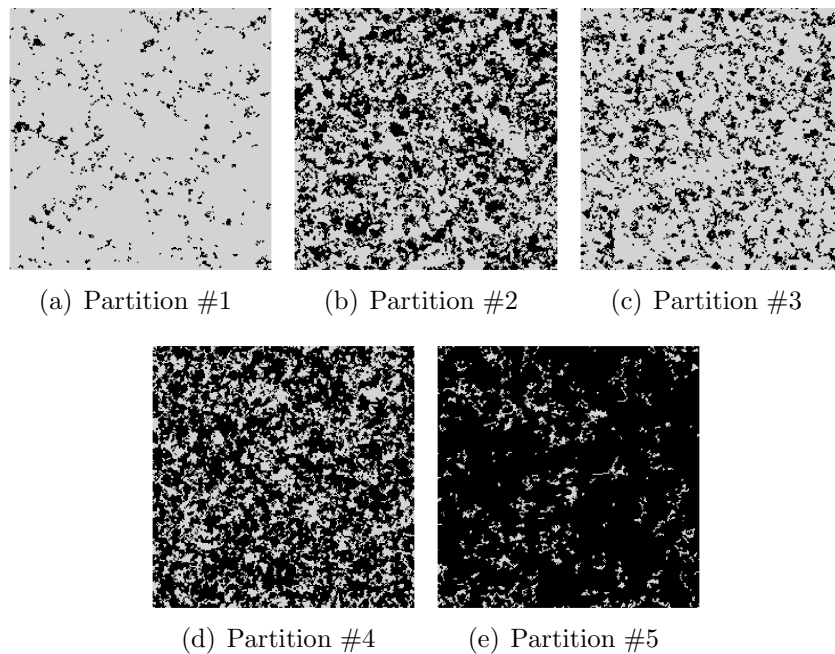 (a) Partition #1
(b) Partition #2
(c) Partition #3
(d) Partition #4
(e) Partition #5